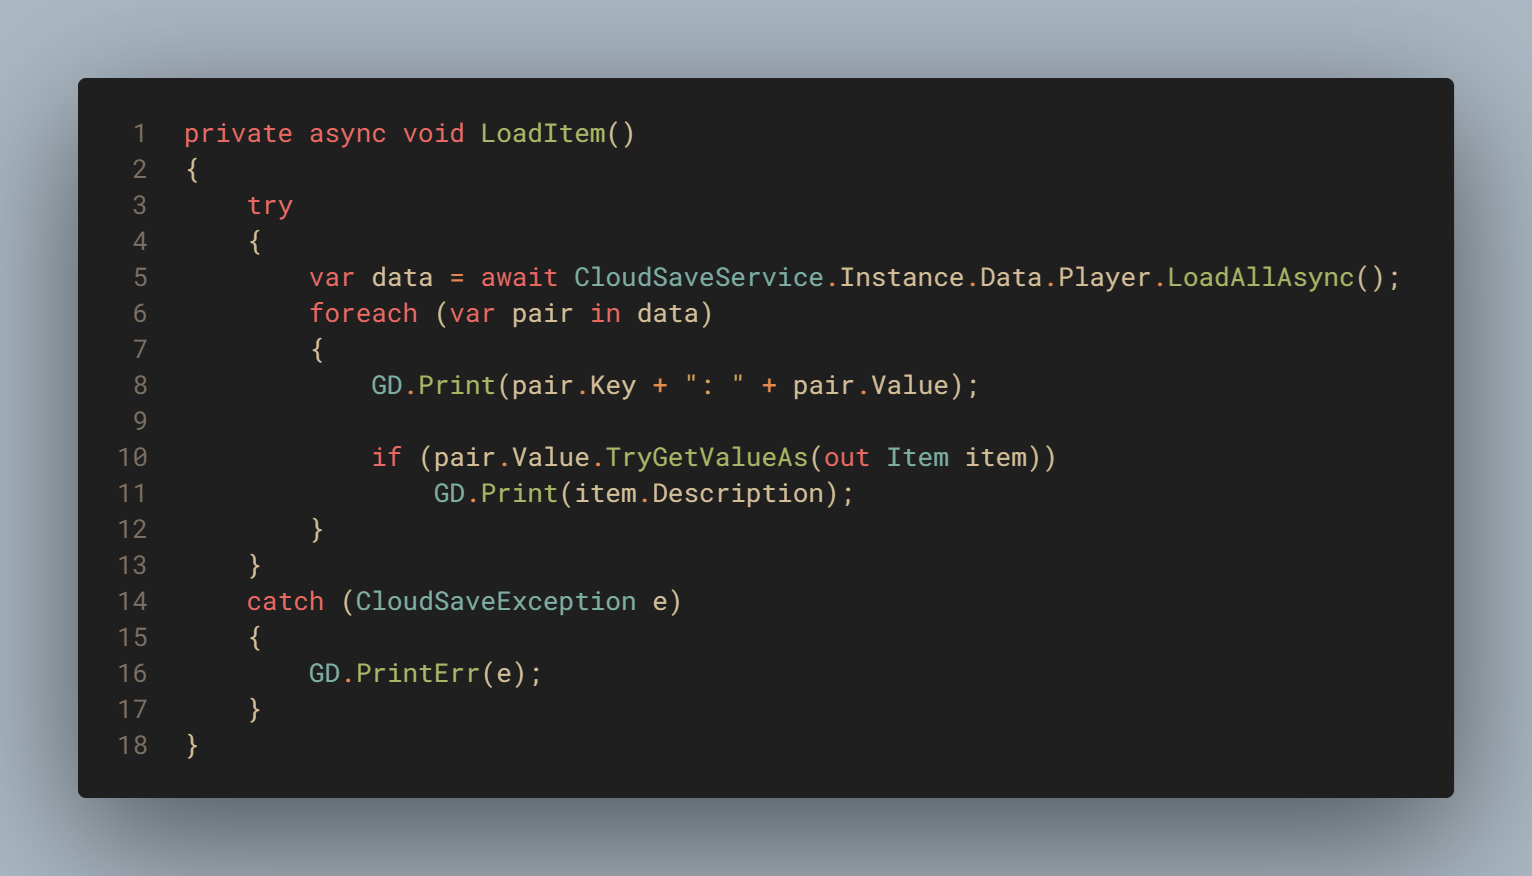 1 private async void LoadItem()
2 {
3     try
4     {
5         var data = await CloudSaveService.Instance.Data.Player.LoadAllAsync();
6         foreach (var pair in data)
7         {
8             GD.Print(pair.Key + ": " + pair.Value);
9
10             if (pair.Value.TryGetValueAs(out Item item))
11                 GD.Print(item.Description);
12         }
13     }
14     catch (CloudSaveException e)
15     {
16         GD.PrintErr(e);
17     }
18 }